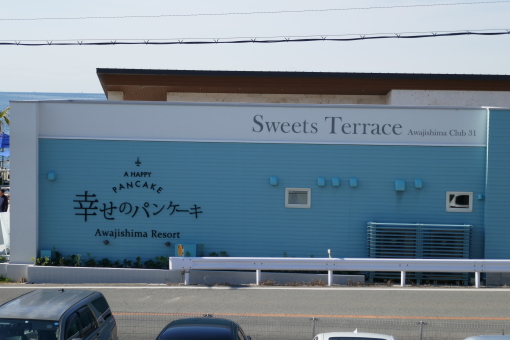 Sweets Terrace Awajishima Club 31
A HAPPY
PANCAKE
幸せのパンケーキ
Awajishima Resort